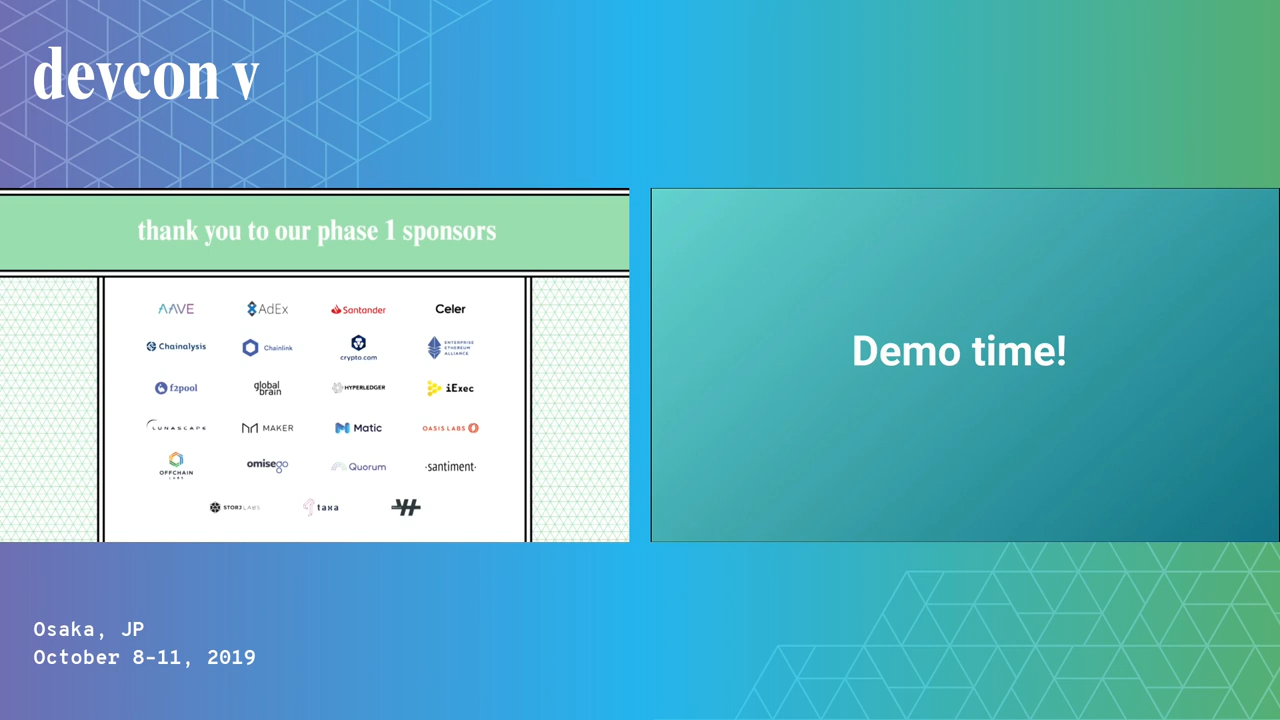 devcon v
thank you to our phase 1 sponsors
AAVE
AdEx
Santander
Celer
Chainalysis
Chainlink
crypto.com
ENTERPRISE
ETHEREUM
ALLIANCE
f2pool
global
brain
HYPERLEDGER
iExec
LUNASCAPE
MAKER
Matic
OASIS LABS
OFFCHAIN
LABS
omisego
Quorum
·santiment·
STORJ LABS
taxa
Demo time!
Osaka, JP
October 8-11, 2019